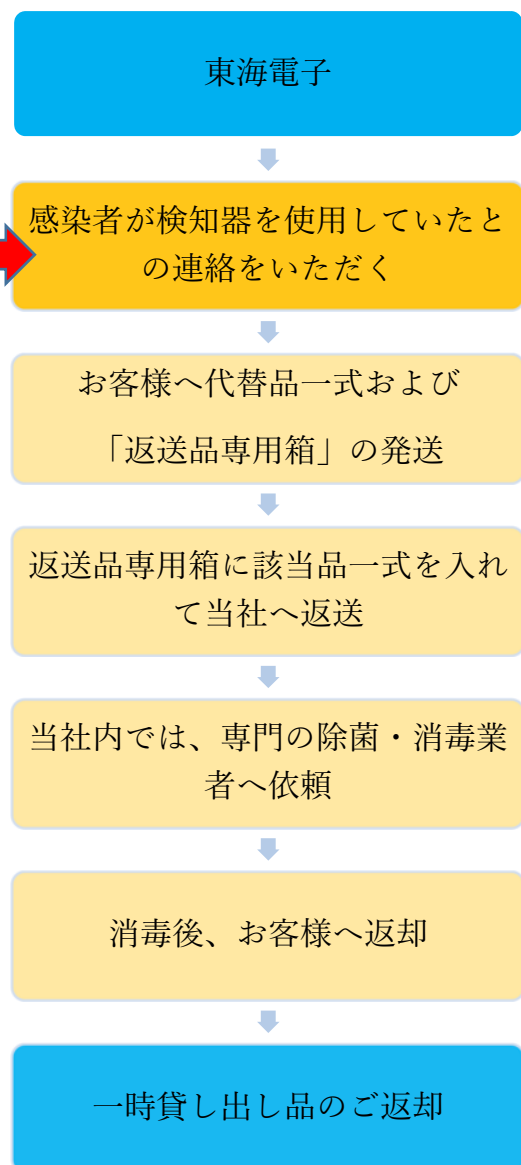 東海電子
感染者が検知器を使用していたと
の連絡をいただく
お客様へ代替品一式および
「返送品専用箱」の発送
返送品専用箱に該当品一式を入れ
て当社へ返送
当社内では、専門の除菌・消毒業
者へ依頼
消毒後、お客様へ返却
一時貸し出し品のご返却